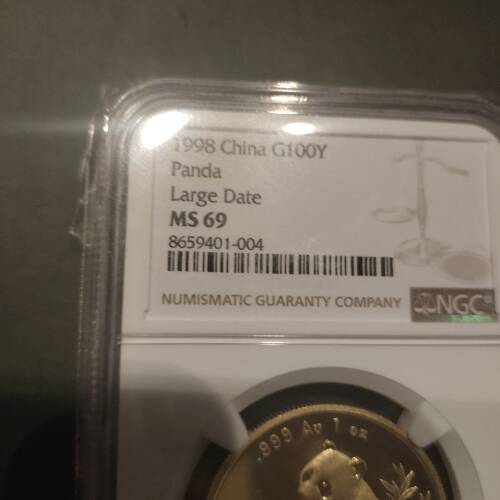 1998 China G100Y
Panda
Large Date
MS 69
8659401-004
NUMISMATIC GUARANTY COMPANY NGC®
.999 Au 1 oz